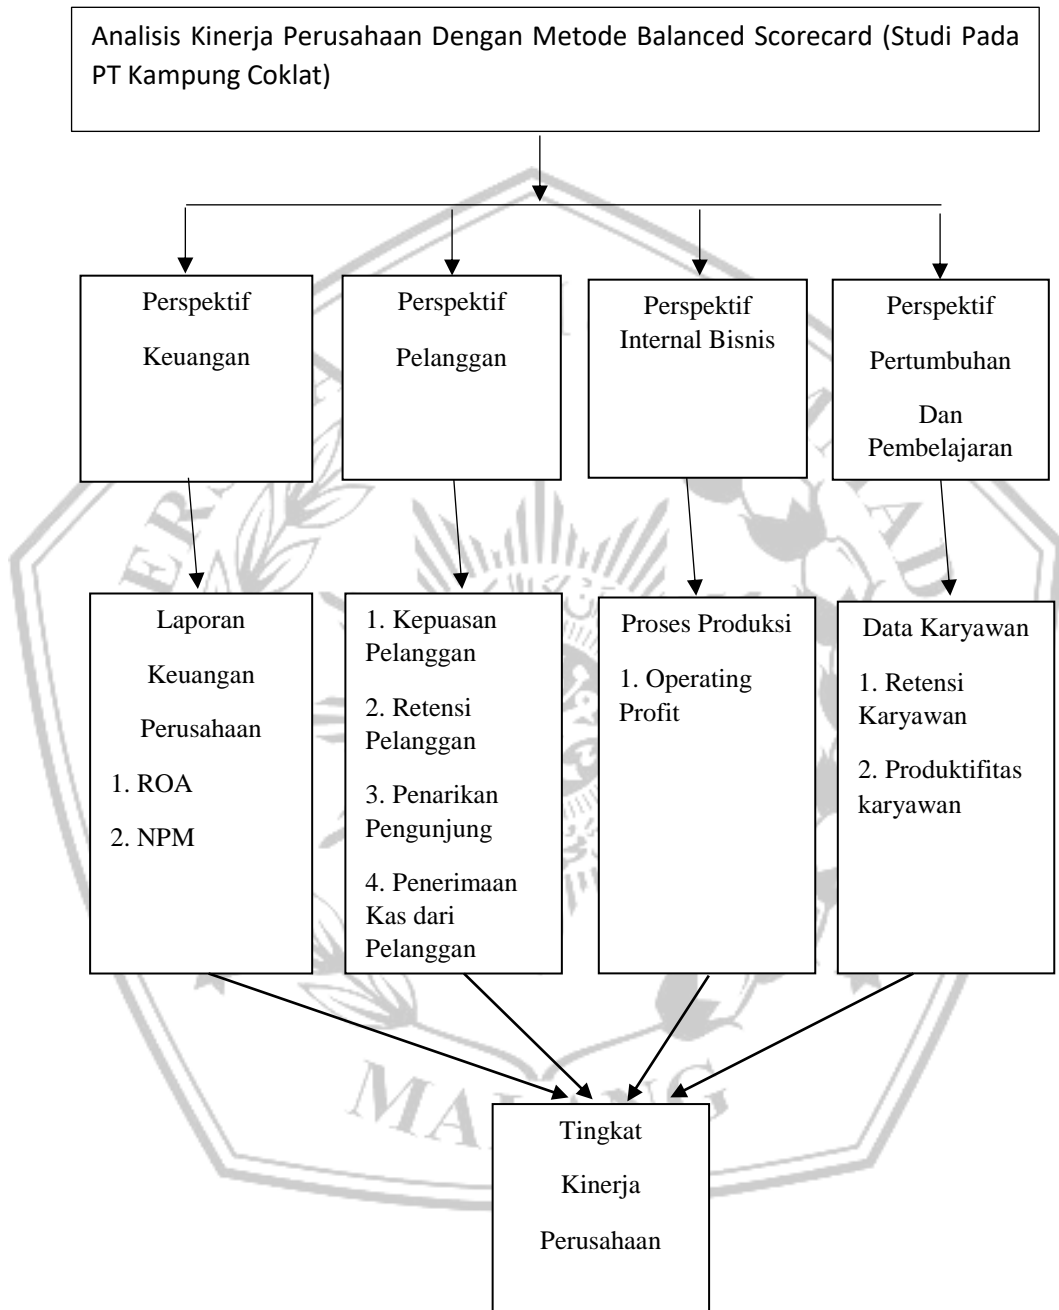 Analisis Kinerja Perusahaan Dengan Metode Balanced Scorecard (Studi Pada
PT Kampung Coklat)
Perspektif
Keuangan
Perspektif
Pelanggan
Perspektif
Internal Bisnis
Perspektif
Pertumbuhan
Dan
Pembelajaran
Laporan
Keuangan
Perusahaan
1. ROA
2. NPM
1. Kepuasan
Pelanggan
2. Retensi
Pelanggan
3. Penarikan
Pengunjung
4. Penerimaan
Kas dari
Pelanggan
Proses Produksi
1. Operating
Profit
Data Karyawan
1. Retensi
Karyawan
2. Produktifitas
karyawan
Tingkat
Kinerja
Perusahaan